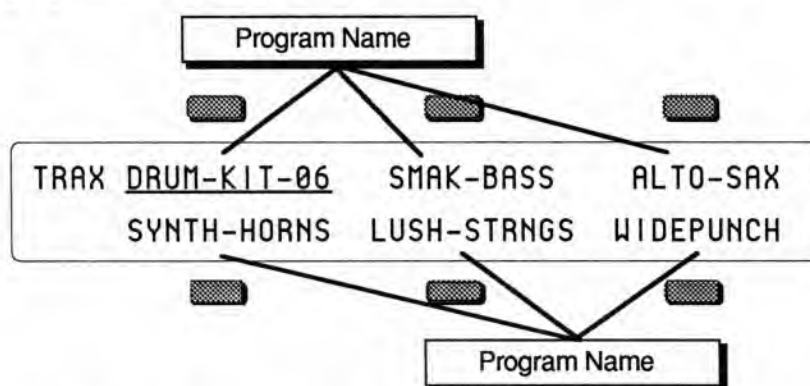 Program Name
TRAX DRUM-KIT-06 SMAK-BASS ALTO-SAX
SYNTH-HORNS LUSH-STRNGS WIDEPUNCH
Program Name